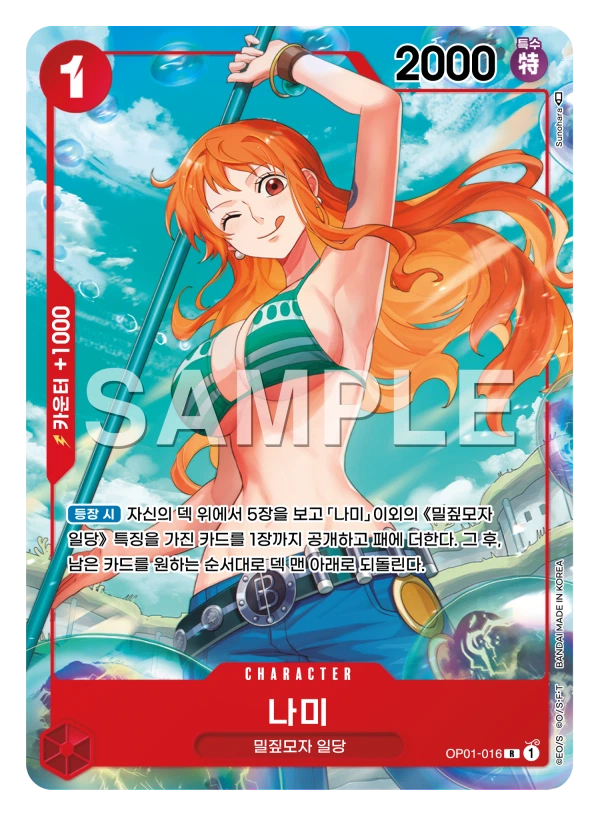 1
2000
특수
特
Sunohara
카운터 +1000
SAMPLE
등장 시 자신의 덱 위에서 5장을 보고 「나미」 이외의 《밀짚모자
일당》 특징을 가진 카드를 1장까지 공개하고 패에 더한다. 그 후,
남은 카드를 원하는 순서대로 덱 맨 아래로 되돌린다.
B
CHARACTER
나미
밀짚모자 일당
OP01-016 R 1
©EO/S ©O/S·F·T BANDAI MADE IN KOREA